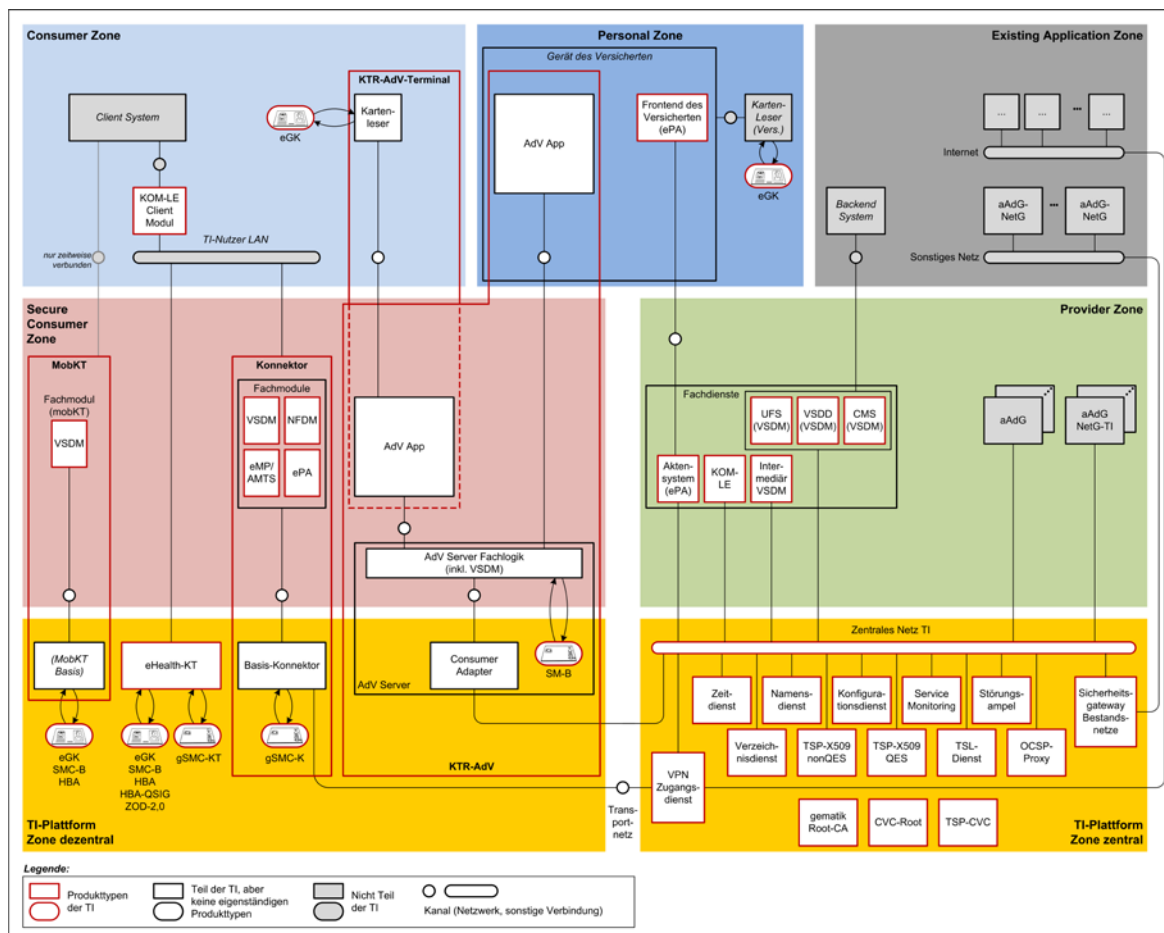 Consumer Zone
Client System
KOM-LE
Client
Modul
nur zeitweise
verbunden
TI-Nutzer LAN
eGK
KTR-AdV-Terminal
Karten-
leser
Personal Zone
Gerät des Versicherten
AdV App
Frontend des
Versicherten
(ePA)
Karten-
Leser
(Vers.)
eGK
Existing Application Zone
...
...
...
...
Internet
Backend
System
aAdG-
NetG
...
aAdG-
NetG
Sonstiges Netz
Secure
Consumer
Zone
MobKT
Fachmodul
(mobKT)
VSDM
Konnektor
Fachmodule
VSDM
NFDM
eMP/
AMTS
ePA
AdV App
AdV Server Fachlogik
(inkl. VSDM)
Provider Zone
Fachdienste
UFS
(VSDM)
VSDD
(VSDM)
CMS
(VSDM)
Akten-
system
(ePA)
KOM-
LE
Inter-
mediär
VSDM
aAdG
aAdG
NetG-TI
(MobKT
Basis)
eGK
SMC-B
HBA
eHealth-KT
eGK
SMC-B
HBA
HBA-QSIG
ZOD-2,0
gSMC-KT
Basis-Konnektor
gSMC-K
Consumer
Adapter
AdV Server
SM-B
KTR-AdV
TI-Plattform
Zone dezentral
Trans-
port-
netz
Zentrales Netz TI
Zeit-
dienst
Namens-
dienst
Konfigura-
tionsdienst
Service
Monitoring
Störungs-
ampel
Sicherheits-
gateway
Bestands-
netze
Verzeich-
nisdienst
TSP-X509
nonQES
TSP-X509
QES
TSL-
Dienst
OCSP-
Proxy
VPN
Zugangs-
dienst
gematik
Root-CA
CVC-Root
TSP-CVC
TI-Plattform
Zone zentral
Legende:
Produkttypen
der TI
Teil der TI, aber
keine eigenständigen
Produkttypen
Nicht Teil
der TI
Kanal (Netzwerk, sonstige Verbindung)